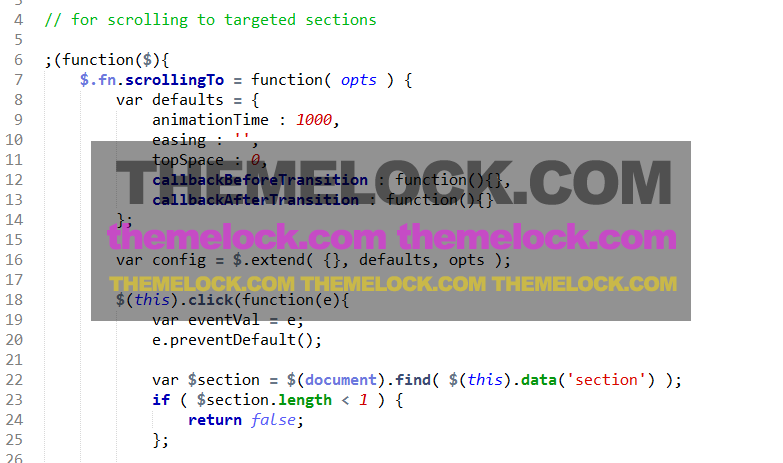 3
4 // for scrolling to targeted sections
5
6 ;(function($){
7 $.fn.scrollingTo = function( opts ) {
8 var defaults = {
9 animationTime : 1000,
10 easing : '',
11 topSpace : 0,
THEMELOCK.COM
12 callbackBeforeTransition : function(){},
13 callbackAfterTransition : function(){}
14 };
15 themelock.com themelock.com
16 var config = $.extend( {}, defaults, opts );
17 THEMELOCK.COM THEMELOCK.COM THEMELOCK.COM
18 $(this).click(function(e){
19 var eventVal = e;
20 e.preventDefault();
21
22 var $section = $(document).find( $(this).data('section') );
23 if ( $section.length < 1 ) {
24 return false;
25 };
26